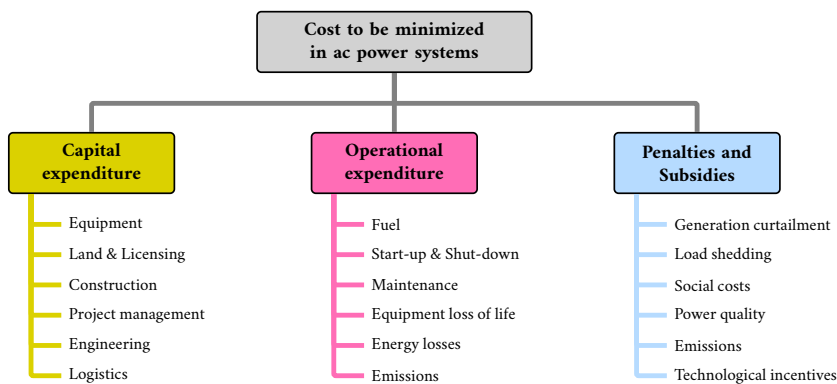 Cost to be minimized
in ac power systems
Capital
expenditure
Equipment
Land & Licensing
Construction
Project management
Engineering
Logistics
Operational
expenditure
Fuel
Start-up & Shut-down
Maintenance
Equipment loss of life
Energy losses
Emissions
Penalties and
Subsidies
Generation curtailment
Load shedding
Social costs
Power quality
Emissions
Technological incentives